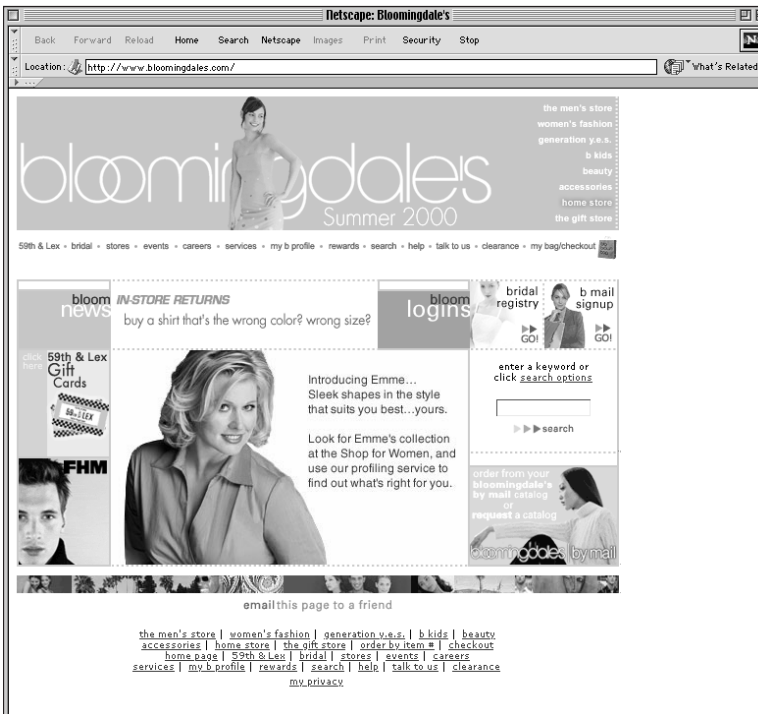 Netscape: Bloomingdale's
Back Forward Reload Home Search Netscape Images Print Security Stop
Location: http://www.bloomingdales.com/ What's Related
the men's store
women's fashion
generation y.e.s.
b kids
beauty
accessories
home store
the gift store
bloomingdale's
Summer 2000
59th & Lex • bridal • stores • events • careers • services • my b profile • rewards • search • help • talk to us • clearance • my bag/checkout
bloom
news
IN-STORE RETURNS
buy a shirt that's the wrong color? wrong size?
bloom
logins
bridal
registry
GO!
b mail
signup
GO!
click
here
59th & Lex
Gift
Cards
59th & LEX
FHM
Introducing Emme...
Sleek shapes in the style
that suits you best...yours.
Look for Emme's collection
at the Shop for Women, and
use our profiling service to
find out what's right for you.
enter a keyword or
click search options
search
order from your
bloomingdale's
by mail catalog
or
request a catalog
bloomingdales by mail
email this page to a friend
the men's store | women's fashion | generation y.e.s. | b kids | beauty
accessories | home store | the gift store | order by item # | checkout
home page | 59th & Lex | bridal | stores | events | careers
services | my b profile | rewards | search | help | talk to us | clearance
my privacy